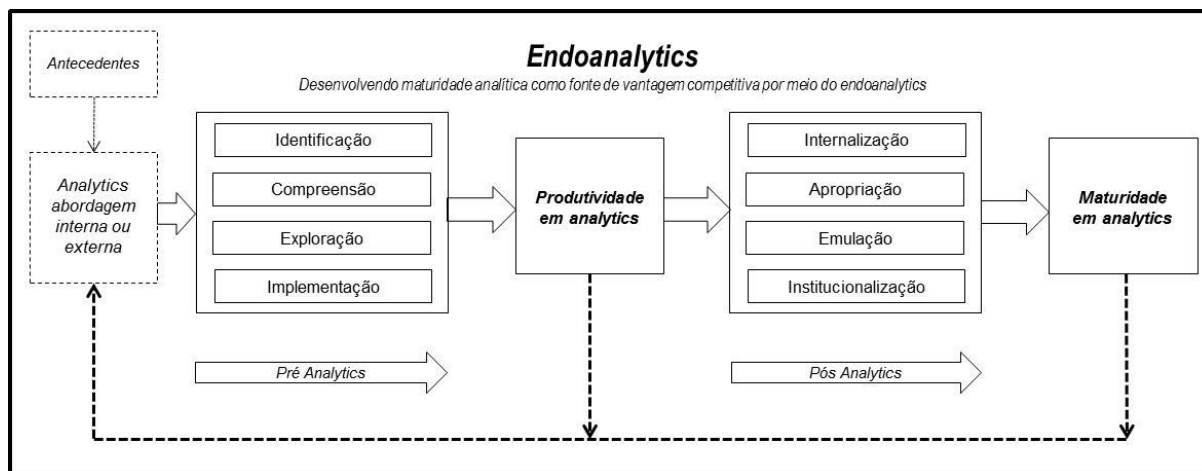 Endoanalytics
Desenvolvendo maturidade analítica como fonte de vantagem competitiva por meio do endoanalytics
Antecedentes
Analytics
abordagem
interna ou
externa
Identificação
Compreensão
Exploração
Implementação
Pré Analytics
Produtividade
em analytics
Internalização
Apropriação
Emulação
Institucionalização
Pós Analytics
Maturidade
em analytics